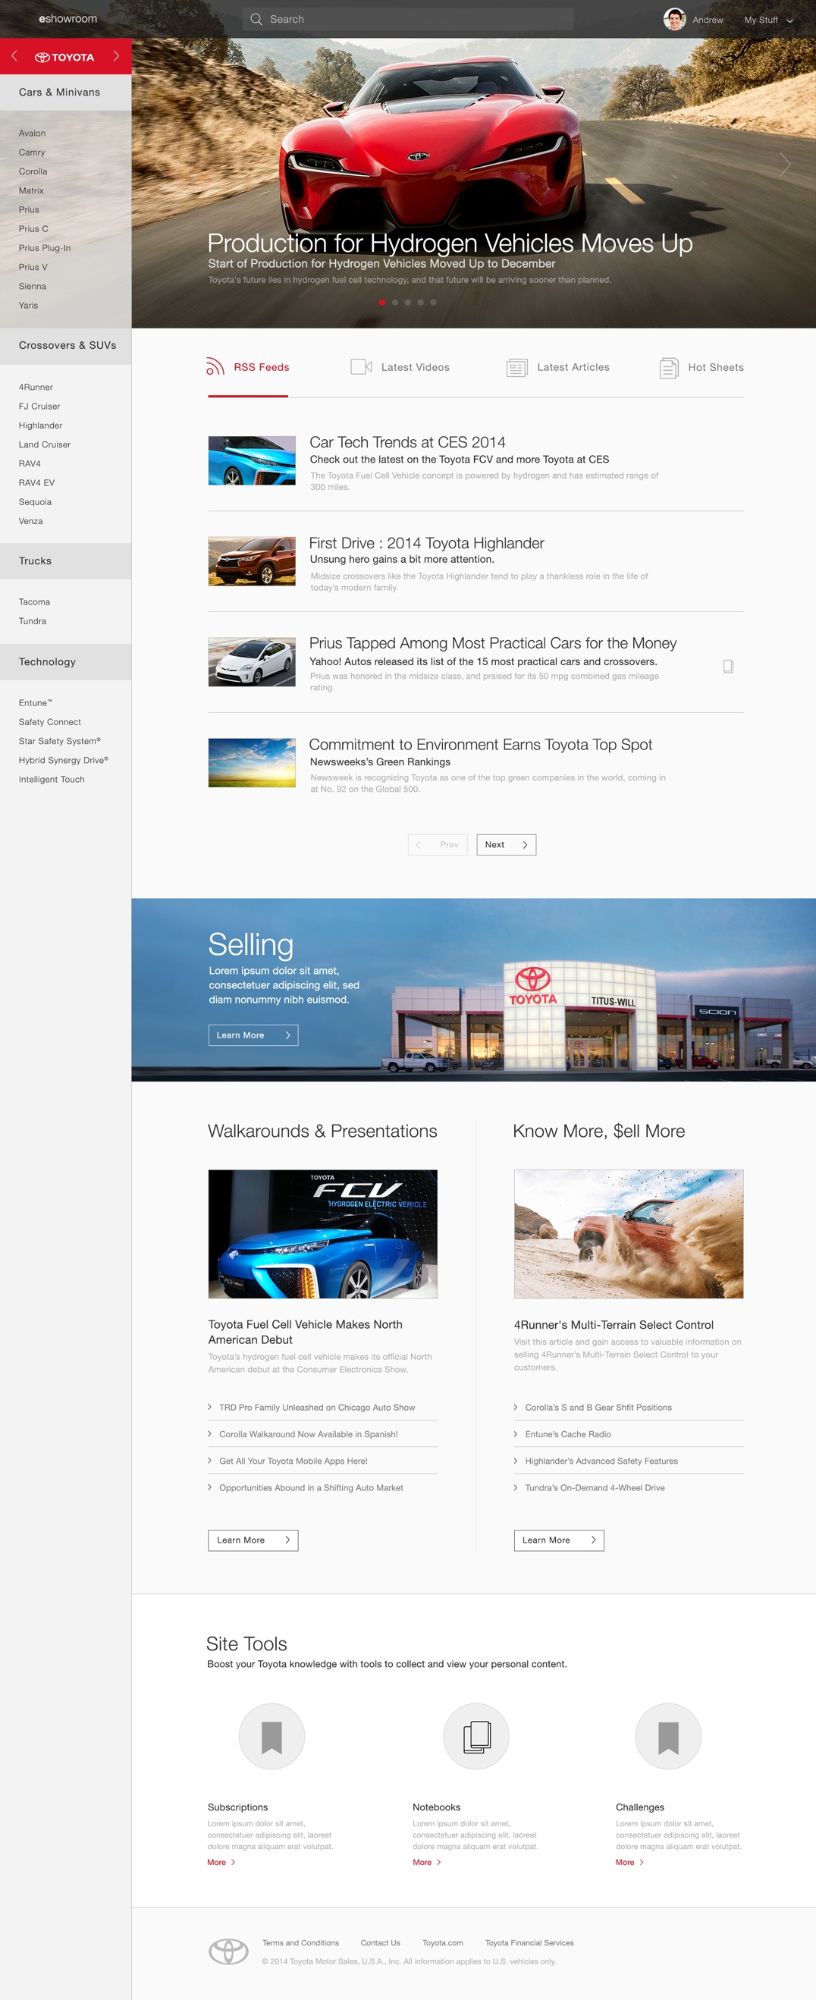 eshowroom
Search
Andrew
My Stuff
TOYOTA
Cars & Minivans
Avalon
Camry
Corolla
Matrix
Prius
Prius C
Prius Plug-In
Prius V
Sienna
Yaris
Crossovers & SUVs
4Runner
FJ Cruiser
Highlander
Land Cruiser
RAV4
RAV4 EV
Sequoia
Venza
Trucks
Tacoma
Tundra
Technology
Entune™
Safety Connect
Star Safety System®
Hybrid Synergy Drive®
Intelligent Touch
Production for Hydrogen Vehicles Moves Up
Start of Production for Hydrogen Vehicles Moved Up to December
Toyota's future lies in hydrogen fuel cell technology, and that future will be arriving sooner than planned.
RSS Feeds
Latest Videos
Latest Articles
Hot Sheets
Car Tech Trends at CES 2014
Check out the latest on the Toyota FCV and more Toyota at CES
The Toyota Fuel Cell Vehicle concept is powered by hydrogen and has estimated range of
300 miles.
First Drive : 2014 Toyota Highlander
Unsung hero gains a bit more attention.
Midsize crossovers like the Toyota Highlander tend to play a thankless role in the life of
today's modern family.
Prius Tapped Among Most Practical Cars for the Money
Yahoo! Autos released its list of the 15 most practical cars and crossovers.
Prius was honored in the midsize class, and praised for its 50 mpg combined gas mileage
rating.
Commitment to Environment Earns Toyota Top Spot
Newsweeks's Green Rankings
Newsweek is recognizing Toyota as one of the top green companies in the world, coming in
at No. 92 on the Global 500.
Prev
Next
Selling
Lorem ipsum dolor sit amet,
consectetuer adipiscing elit, sed
diam nonummy nibh euismod.
Learn More
TOYOTA
TITUS-WILL
SCION
Walkarounds & Presentations
TOYOTA
FCV
HYDROGEN ELECTRIC VEHICLE
Toyota Fuel Cell Vehicle Makes North
American Debut
Toyota's hydrogen fuel cell vehicle makes its official North
American debut at the Consumer Electronics Show.
TRD Pro Family Unleashed on Chicago Auto Show
Corolla Walkaround Now Available in Spanish!
Get All Your Toyota Mobile Apps Here!
Opportunities Abound in a Shifting Auto Market
Learn More
Know More, $ell More
4Runner's Multi-Terrain Select Control
Visit this article and gain access to valuable information on
selling 4Runner's Multi-Terrain Select Control to your
customers.
Corolla's S and B Gear Shfit Positions
Entune's Cache Radio
Highlander's Advanced Safety Features
Tundra's On-Demand 4-Wheel Drive
Learn More
Site Tools
Boost your Toyota knowledge with tools to collect and view your personal content.
Subscriptions
Lorem ipsum dolor sit amet,
consectetuer adipiscing elit, laoreet
dolore magna aliquam erat volutpat.
More
Notebooks
Lorem ipsum dolor sit amet,
consectetuer adipiscing elit, laoreet
dolore magna aliquam erat volutpat.
More
Challenges
Lorem ipsum dolor sit amet,
consectetuer adipiscing elit, laoreet
dolore magna aliquam erat volutpat.
More
Terms and Conditions
Contact Us
Toyota.com
Toyota Financial Services
© 2014 Toyota Motor Sales, U.S.A., Inc. All information applies to U.S. vehicles only.